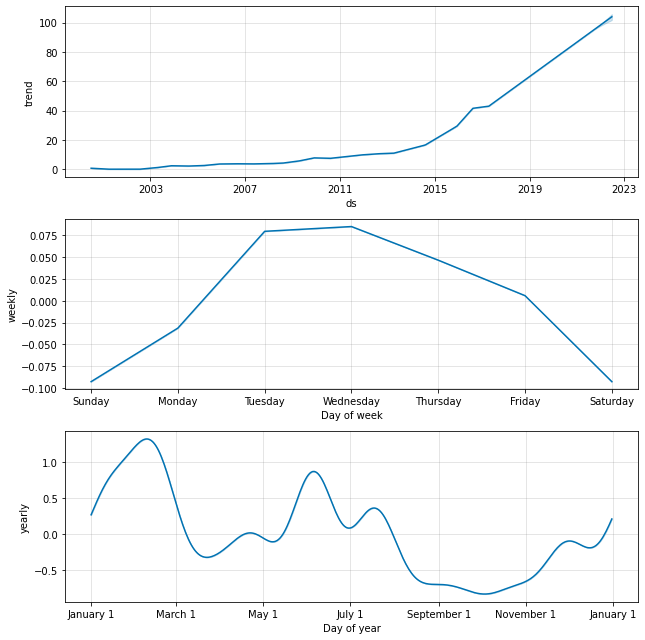 100
80
60
40
20
0
trend
2003 2007 2011 2015 2019 2023
ds
0.075
0.050
0.025
0.000
−0.025
−0.050
−0.075
−0.100
weekly
Sunday Monday Tuesday Wednesday Thursday Friday Saturday
Day of week
1.0
0.5
0.0
−0.5
yearly
January 1 March 1 May 1 July 1 September 1 November 1 January 1
Day of year